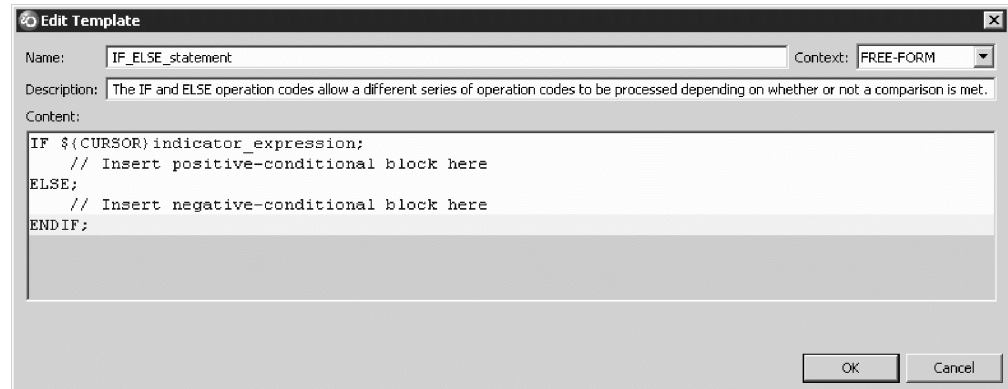 Edit Template
Name: IF_ELSE_statement Context: FREE-FORM
Description: The IF and ELSE operation codes allow a different series of operation codes to be processed depending on whether or not a comparison is met.
Content:
IF ${CURSOR}indicator_expression;
    // Insert positive-conditional block here
ELSE;
    // Insert negative-conditional block here
ENDIF;
OK Cancel